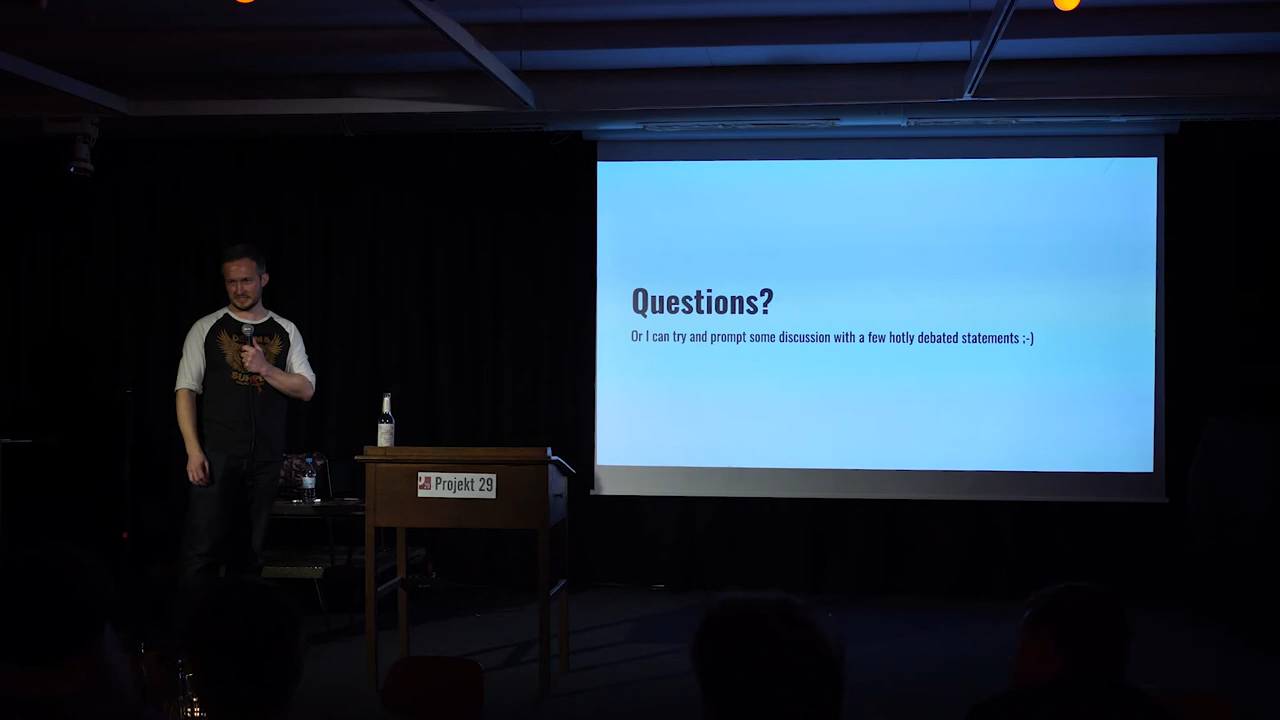 Questions?
Or I can try and prompt some discussion with a few hotly debated statements ;-)
Projekt 29